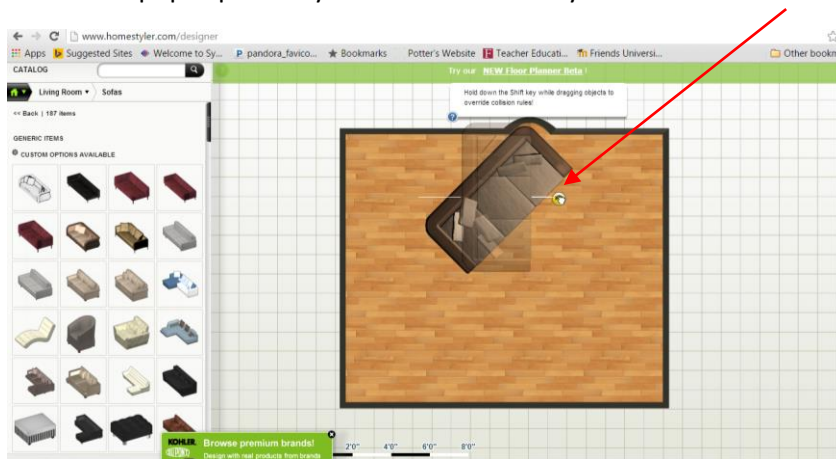 www.homestyler.com/designer
Apps Suggested Sites Welcome to Sy... pandora_favico... Bookmarks Potter's Website Teacher Educati... Friends Universi... Other bookm
CATALOG
Try our NEW Floor Planner Beta !
Living Room Sofas
Hold down the Shift key while dragging objects to
override collision rules!
<< Back | 187 items
GENERIC ITEMS
CUSTOM OPTIONS AVAILABLE
KOHLER. Browse premium brands!
Design with real products from brands
2'0" 4'0" 6'0" 8'0"